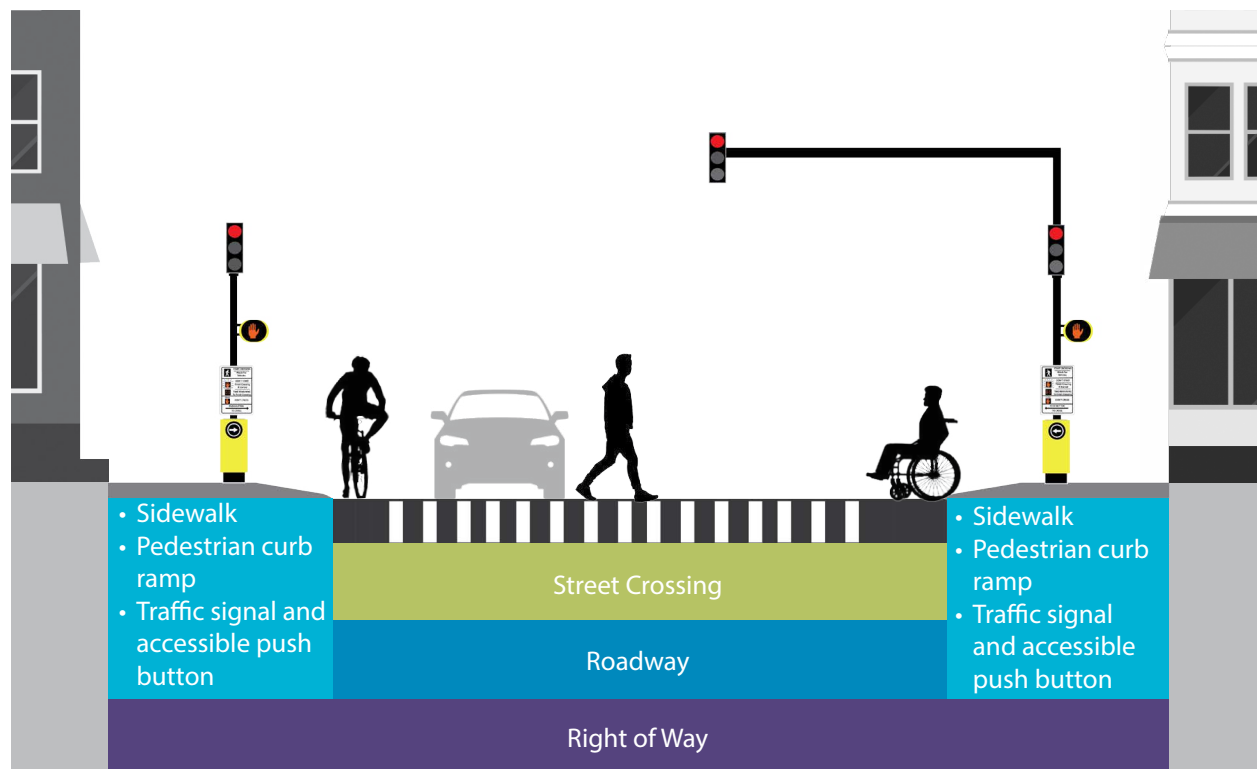 • Sidewalk
• Pedestrian curb
ramp
• Traffic signal and
accessible push
button
Street Crossing
Roadway
• Sidewalk
• Pedestrian curb
ramp
• Traffic signal
and accessible
push button
Right of Way